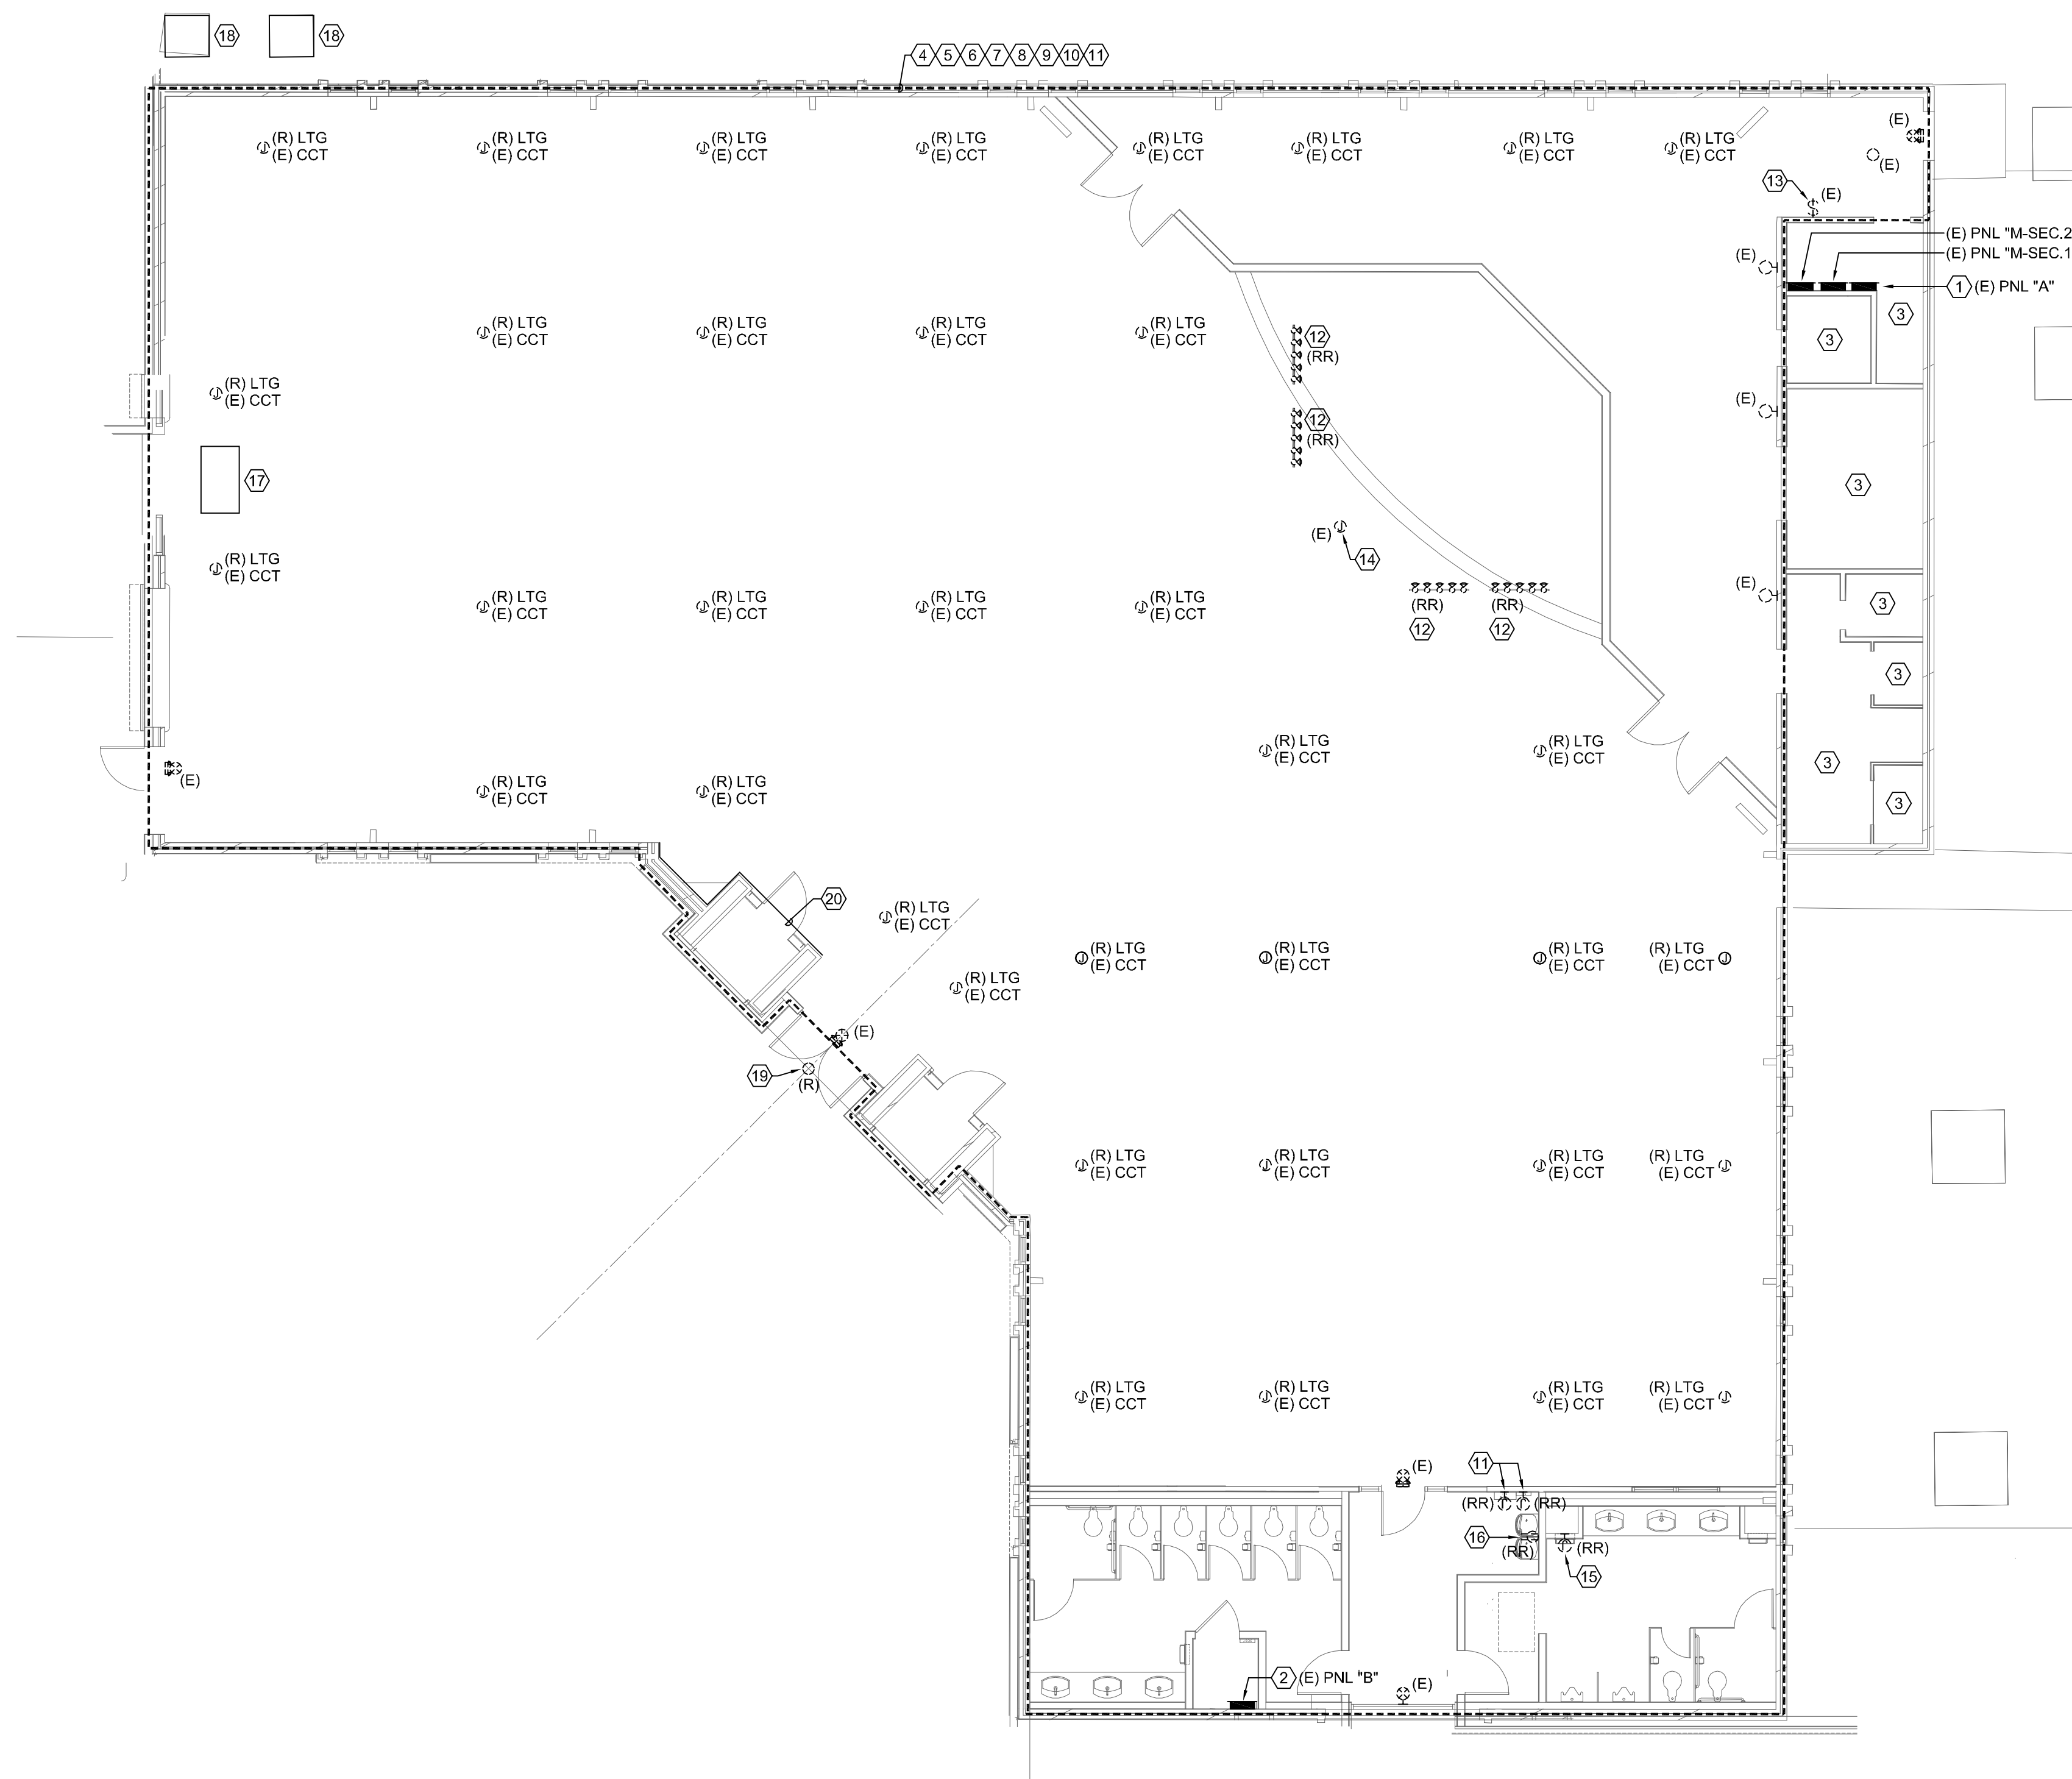 18
18
4 5 6 7 8 9 10 11
(R) LTG
(E) CCT
(R) LTG
(E) CCT
(R) LTG
(E) CCT
(R) LTG
(E) CCT
(R) LTG
(E) CCT
(R) LTG
(E) CCT
(R) LTG
(E) CCT
(R) LTG
(E) CCT
(E)
(E)
13
(E)
(E) PNL "M-SEC.2
(E) PNL "M-SEC.1
(E)
1 (E) PNL "A"
3
3
(R) LTG
(E) CCT
(R) LTG
(E) CCT
(R) LTG
(E) CCT
(R) LTG
(E) CCT
12
(RR)
(R) LTG
(E) CCT
(E)
12
(RR)
17
3
(E)
14
(R) LTG
(E) CCT
(R) LTG
(E) CCT
(R) LTG
(E) CCT
(R) LTG
(E) CCT
(R) LTG
(E) CCT
(RR)
12
(RR)
12
(E)
3
3
(R) LTG
(E) CCT
(R) LTG
(E) CCT
3
(E)
(R) LTG
(E) CCT
(R) LTG
(E) CCT
3
20
(R) LTG
(E) CCT
(R) LTG
(E) CCT
J
(R) LTG
(E) CCT
J
(R) LTG
(E) CCT
J
(R) LTG
(E) CCT
J
(R) LTG
(E) CCT
(E)
19
(R)
(R) LTG
(E) CCT
(R) LTG
(E) CCT
(R) LTG
(E) CCT
(R) LTG
(E) CCT
(R) LTG
(E) CCT
(R) LTG
(E) CCT
(R) LTG
(E) CCT
(R) LTG
(E) CCT
(E)
11
(RR)
(RR)
16
(RR)
(RR)
15
2 (E) PNL "B"
(E)